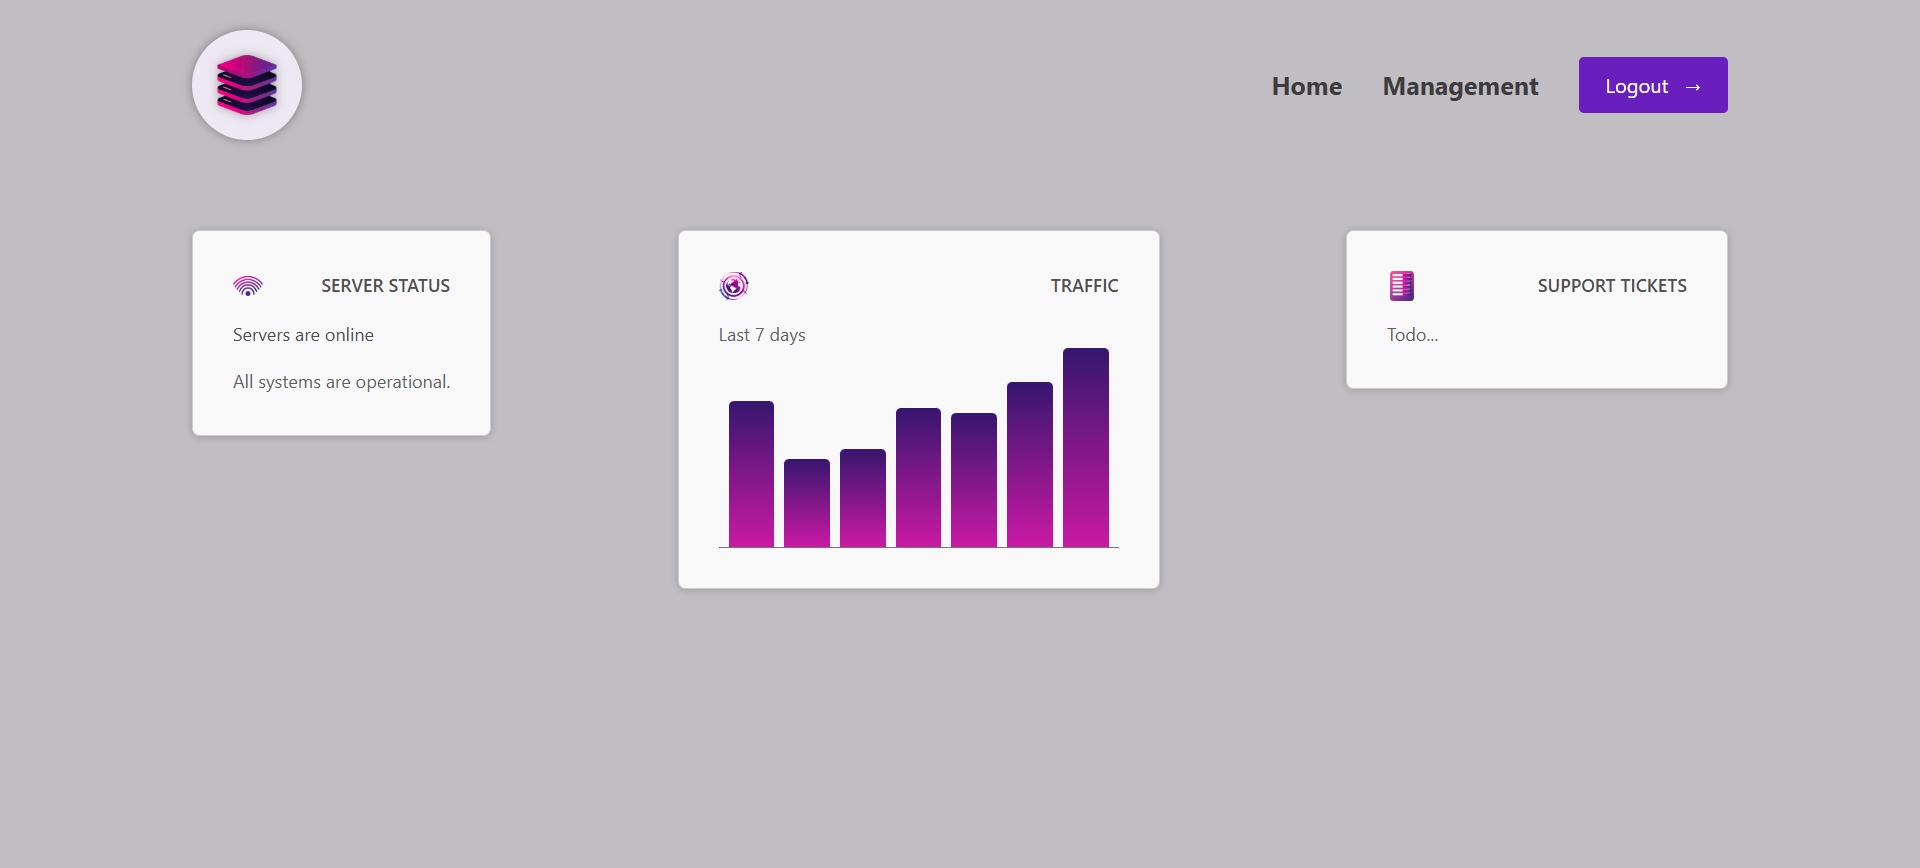 Home
Management
Logout →
SERVER STATUS
Servers are online
All systems are operational.
TRAFFIC
Last 7 days
SUPPORT TICKETS
Todo...